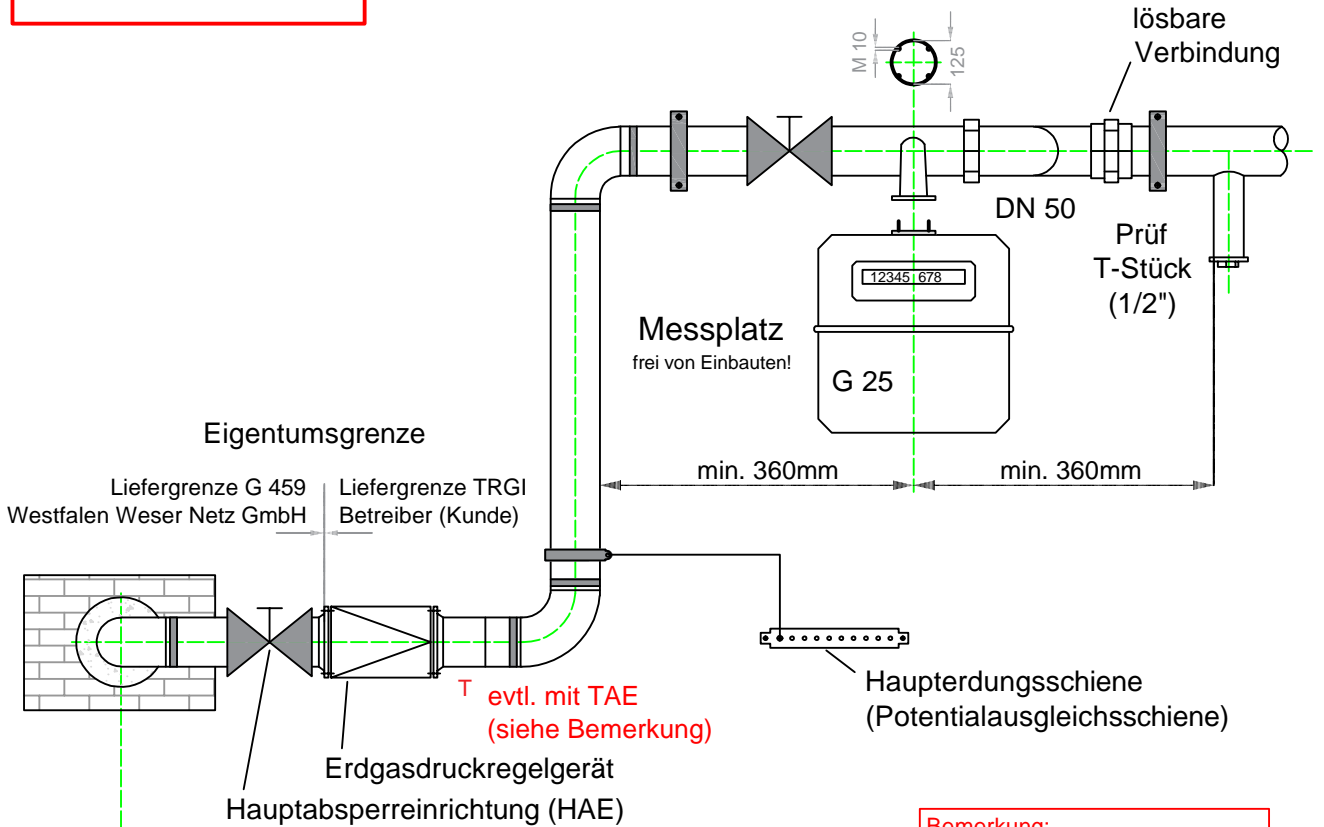 lösbare
Verbindung
M 10
125
DN 50
Prüf
T-Stück
(1/2")
12345 678
Messplatz
frei von Einbauten!
G 25
Eigentumsgrenze
min. 360mm
min. 360mm
Liefergrenze G 459
Westfalen Weser Netz GmbH
Liefergrenze TRGI
Betreiber (Kunde)
T
evtl. mit TAE
(siehe Bemerkung)
Haupterdungsschiene
(Potentialausgleichsschiene)
Erdgasdruckregelgerät
Hauptabsperreinrichtung (HAE)
Bemerkung: